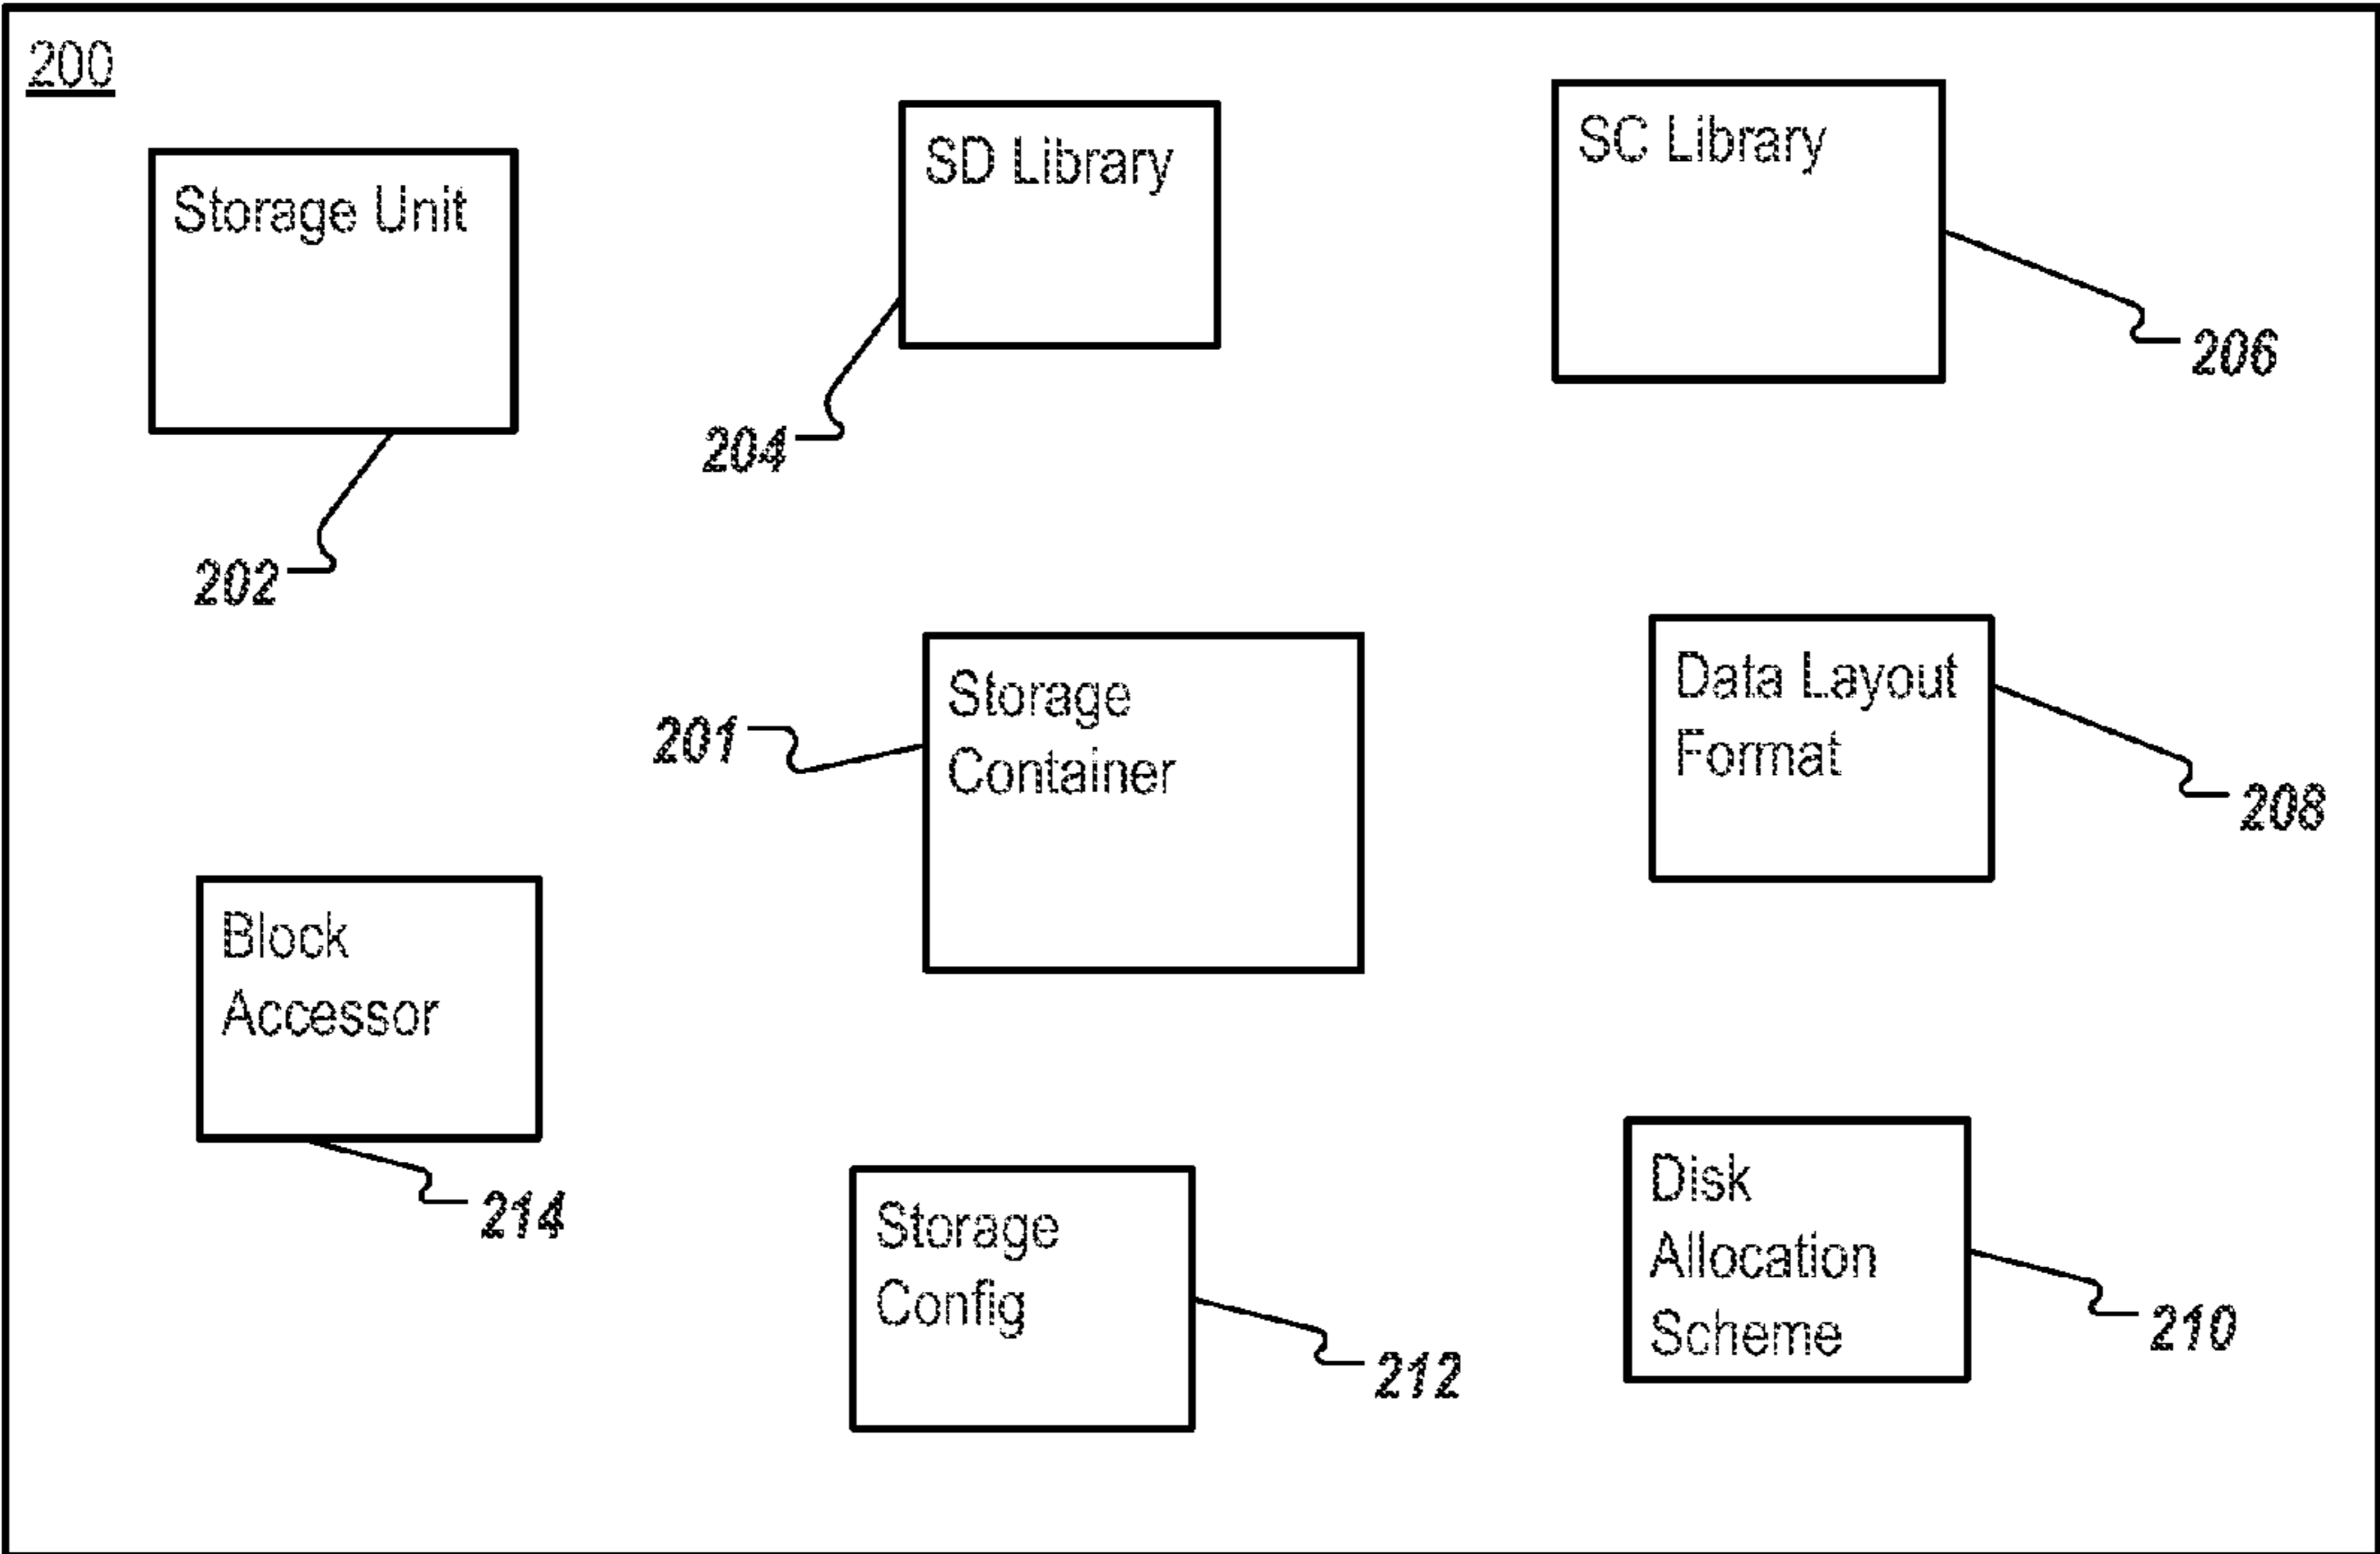 200
Storage Unit
202
SD Library
204
SC Library
206
201
Storage
Container
Data Layout
Format
208
Block
Accessor
214
Storage
Config
212
Disk
Allocation
Scheme
210